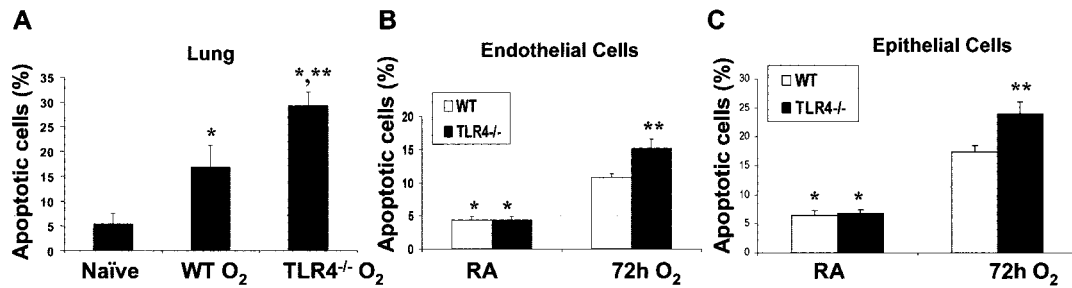 A
Lung
Apoptotic cells (%)
35
30
25
20
15
10
5
0
*
*,**
Naïve
WT O₂
TLR4⁻/⁻ O₂
B
Endothelial Cells
Apoptotic cells (%)
WT
TLR4-/-
20
15
10
5
0
* *
**
RA
72h O₂
C
Epithelial Cells
Apoptotic cells (%)
WT
TLR4-/-
30
25
20
15
10
5
0
* *
**
RA
72h O₂